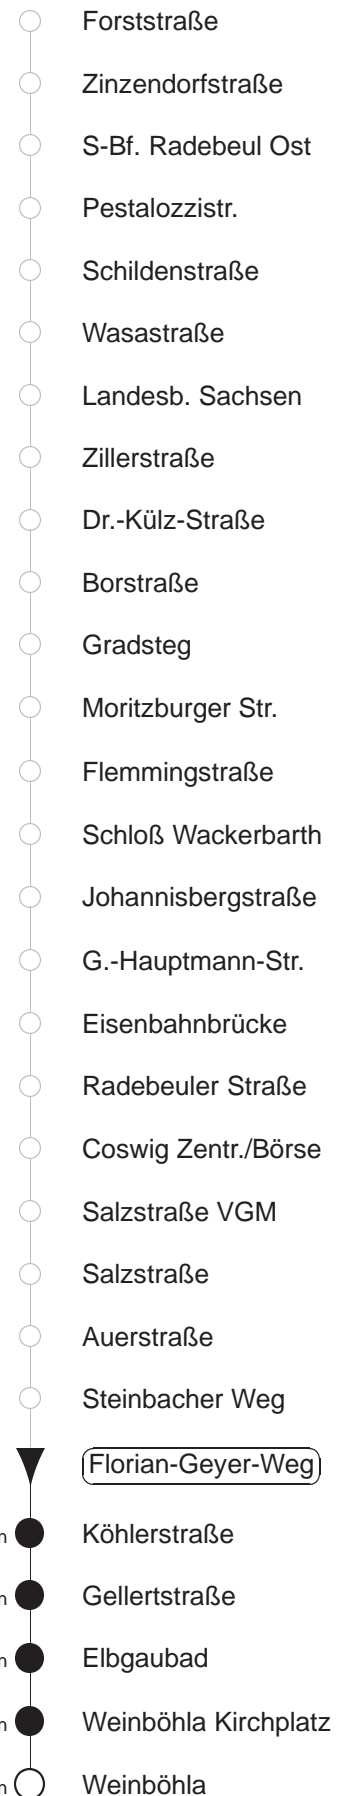 Forststraße
Zinzendorfstraße
S-Bf. Radebeul Ost
Pestalozzistr.
Schildenstraße
Wasastraße
Landesb. Sachsen
Zillerstraße
Dr.-Külz-Straße
Borstraße
Gradsteg
Moritzburger Str.
Flemmingstraße
Schloß Wackerbarth
Johannisbergstraße
G.-Hauptmann-Str.
Eisenbahnbrücke
Radebeuler Straße
Coswig Zentr./Börse
Salzstraße VGM
Salzstraße
Auerstraße
Steinbacher Weg
Florian-Geyer-Weg
Köhlerstraße
Gellertstraße
Elbgaubad
Weinböhla Kirchplatz
Weinböhla